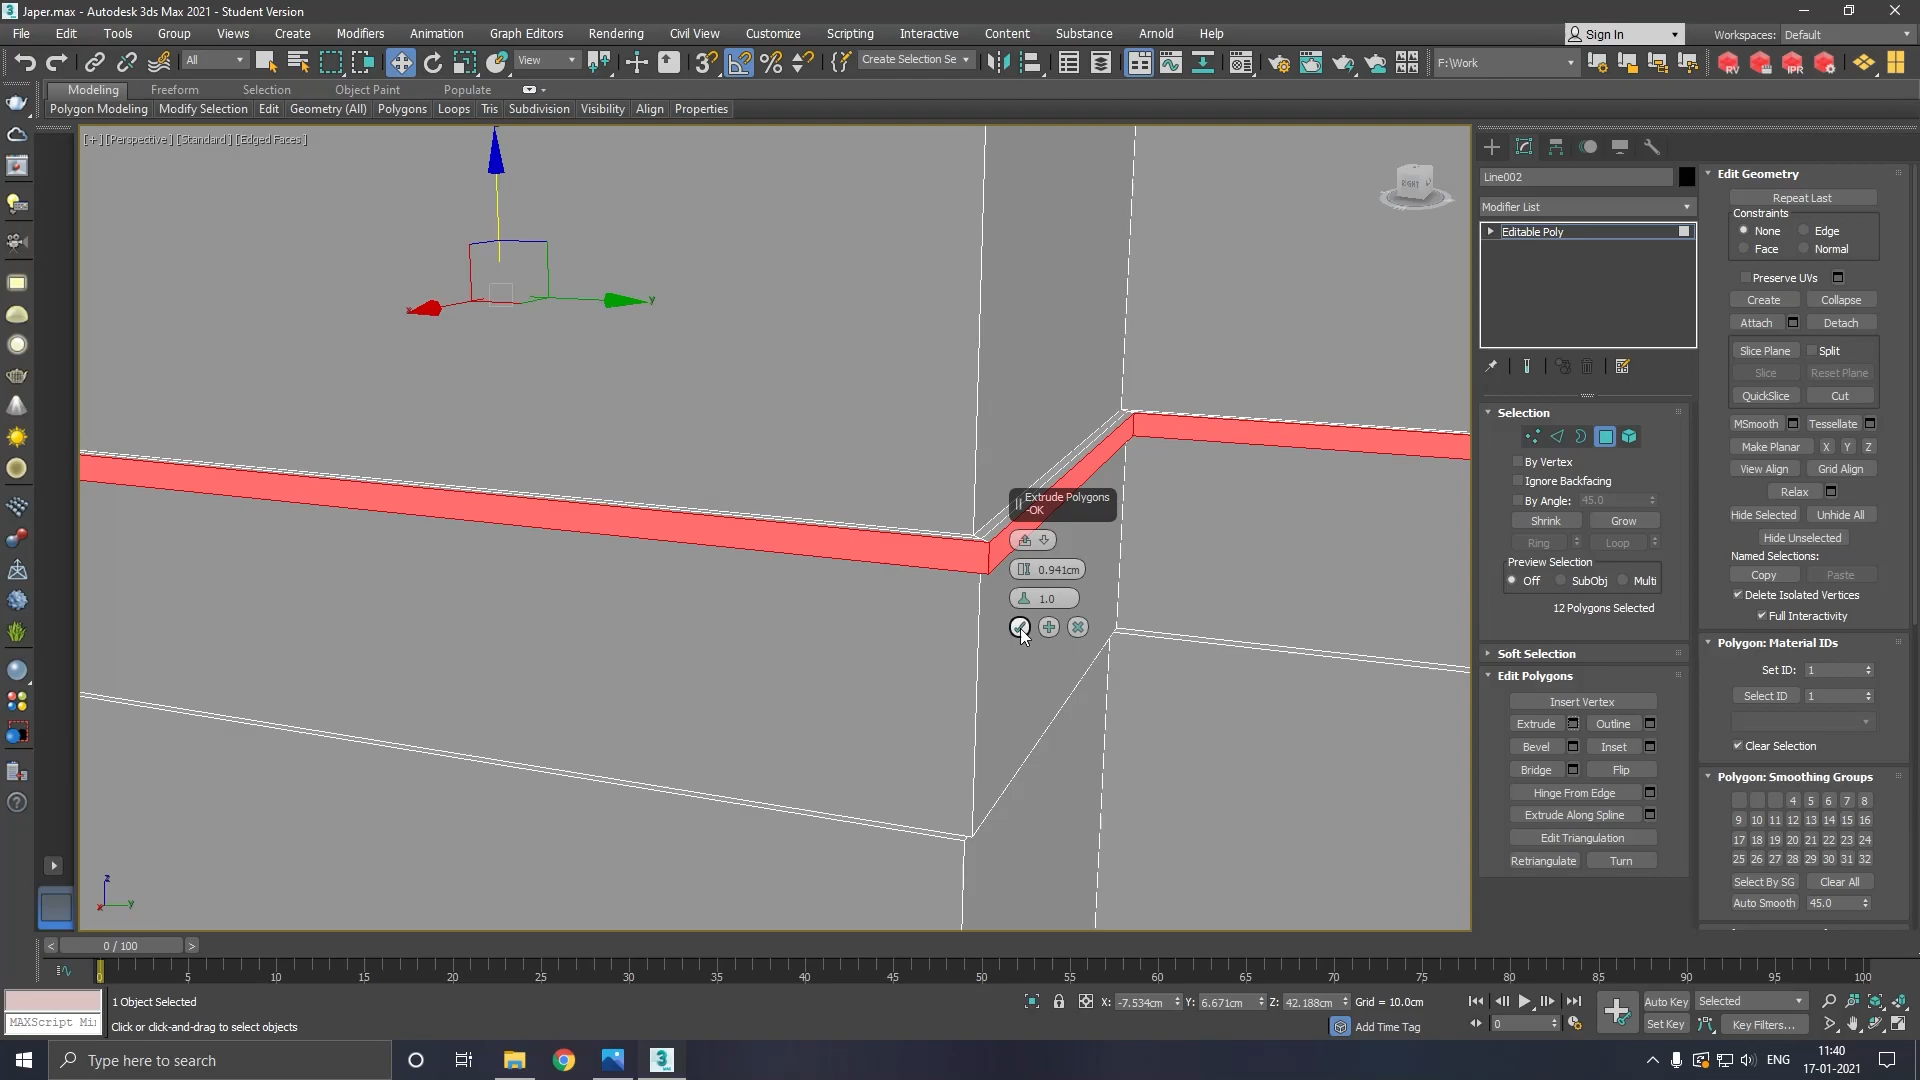 Japer.max - Autodesk 3ds Max 2021 - Student Version
File Edit Tools Group Views Create Modifiers Animation Graph Editors Rendering Civil View Customize Scripting Interactive Content Substance Arnold Help
Sign In
Workspaces: Default
All
View
Create Selection Se
F:\Work
RV
IPR
Modeling Freeform Selection Object Paint Populate
Polygon Modeling Modify Selection Edit Geometry (All) Polygons Loops Tris Subdivision Visibility Align Properties
[+] [Perspective] [Standard] [Edged Faces]
RIGHT
x
y
Extrude Polygons
-OK
0.941cm
1.0
z
x
y
Line002
Modifier List
Editable Poly
Selection
By Vertex
Ignore Backfacing
By Angle: 45.0
Shrink Grow
Ring Loop
Preview Selection
Off SubObj Multi
12 Polygons Selected
Soft Selection
Edit Polygons
Insert Vertex
Extrude Outline
Bevel Inset
Bridge Flip
Hinge From Edge
Extrude Along Spline
Edit Triangulation
Retriangulate Turn
Edit Geometry
Repeat Last
Constraints
None Edge
Face Normal
Preserve UVs
Create Collapse
Attach Detach
Slice Plane Split
Slice Reset Plane
QuickSlice Cut
MSmooth Tessellate
Make Planar X Y Z
View Align Grid Align
Relax
Hide Selected Unhide All
Hide Unselected
Named Selections:
Copy Paste
Delete Isolated Vertices
Full Interactivity
Polygon: Material IDs
Set ID: 1
Select ID 1
Clear Selection
Polygon: Smoothing Groups
4 5 6 7 8
9 10 11 12 13 14 15 16
17 18 19 20 21 22 23 24
25 26 27 28 29 30 31 32
Select By SG Clear All
Auto Smooth 45.0
< 0 / 100 >
0 5 10 15 20 25 30 35 40 45 50 55 60 65 70 75 80 85 90 95 100
1 Object Selected
X: -7.534cm Y: 6.671cm Z: 42.188cm Grid = 10.0cm
Auto Key Selected
MAXScript Mi
Click or click-and-drag to select objects
Add Time Tag
0
Set Key Key Filters...
Type here to search
ENG
11:40
17-01-2021